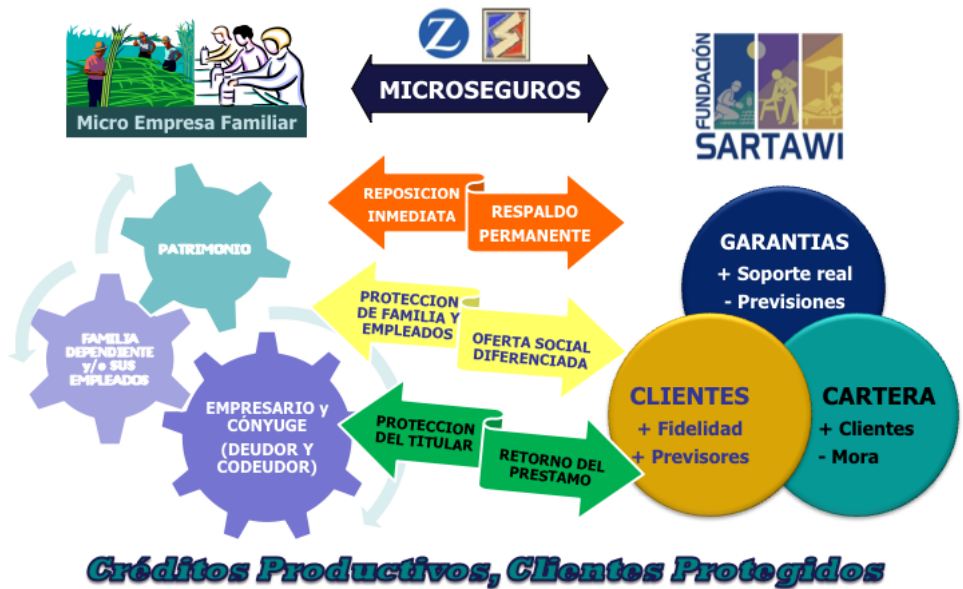 Z
S
MICROSEGUROS
Micro Empresa Familiar
FUNDACIÓN
SARTAWI
PATRIMONIO
FAMILIA
DEPENDIENTE
y/o SUS
EMPLEADOS
EMPRESARIO y
CÓNYUGE
(DEUDOR Y
CODEUDOR)
REPOSICION
INMEDIATA
RESPALDO
PERMANENTE
PROTECCION
DE FAMILIA Y
EMPLEADOS
OFERTA SOCIAL
DIFERENCIADA
PROTECCION
DEL TITULAR
RETORNO DEL
PRESTAMO
GARANTIAS
+ Soporte real
- Previsiones
CLIENTES
+ Fidelidad
+ Previsores
CARTERA
+ Clientes
- Mora
Créditos Productivos, Clientes Protegidos